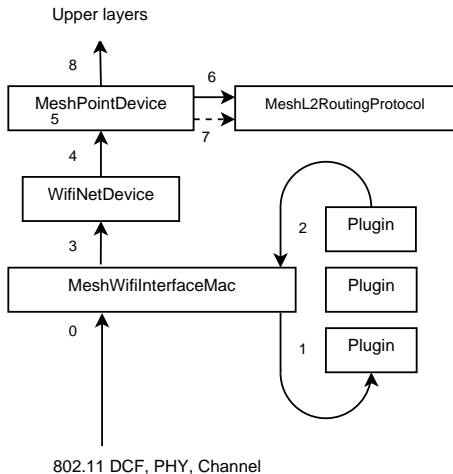 Upper layers
8
6
MeshPointDevice
MeshL2RoutingProtocol
5
7
4
WifiNetDevice
2
Plugin
3
MeshWifiInterfaceMac
Plugin
0
1
Plugin
802.11 DCF, PHY, Channel